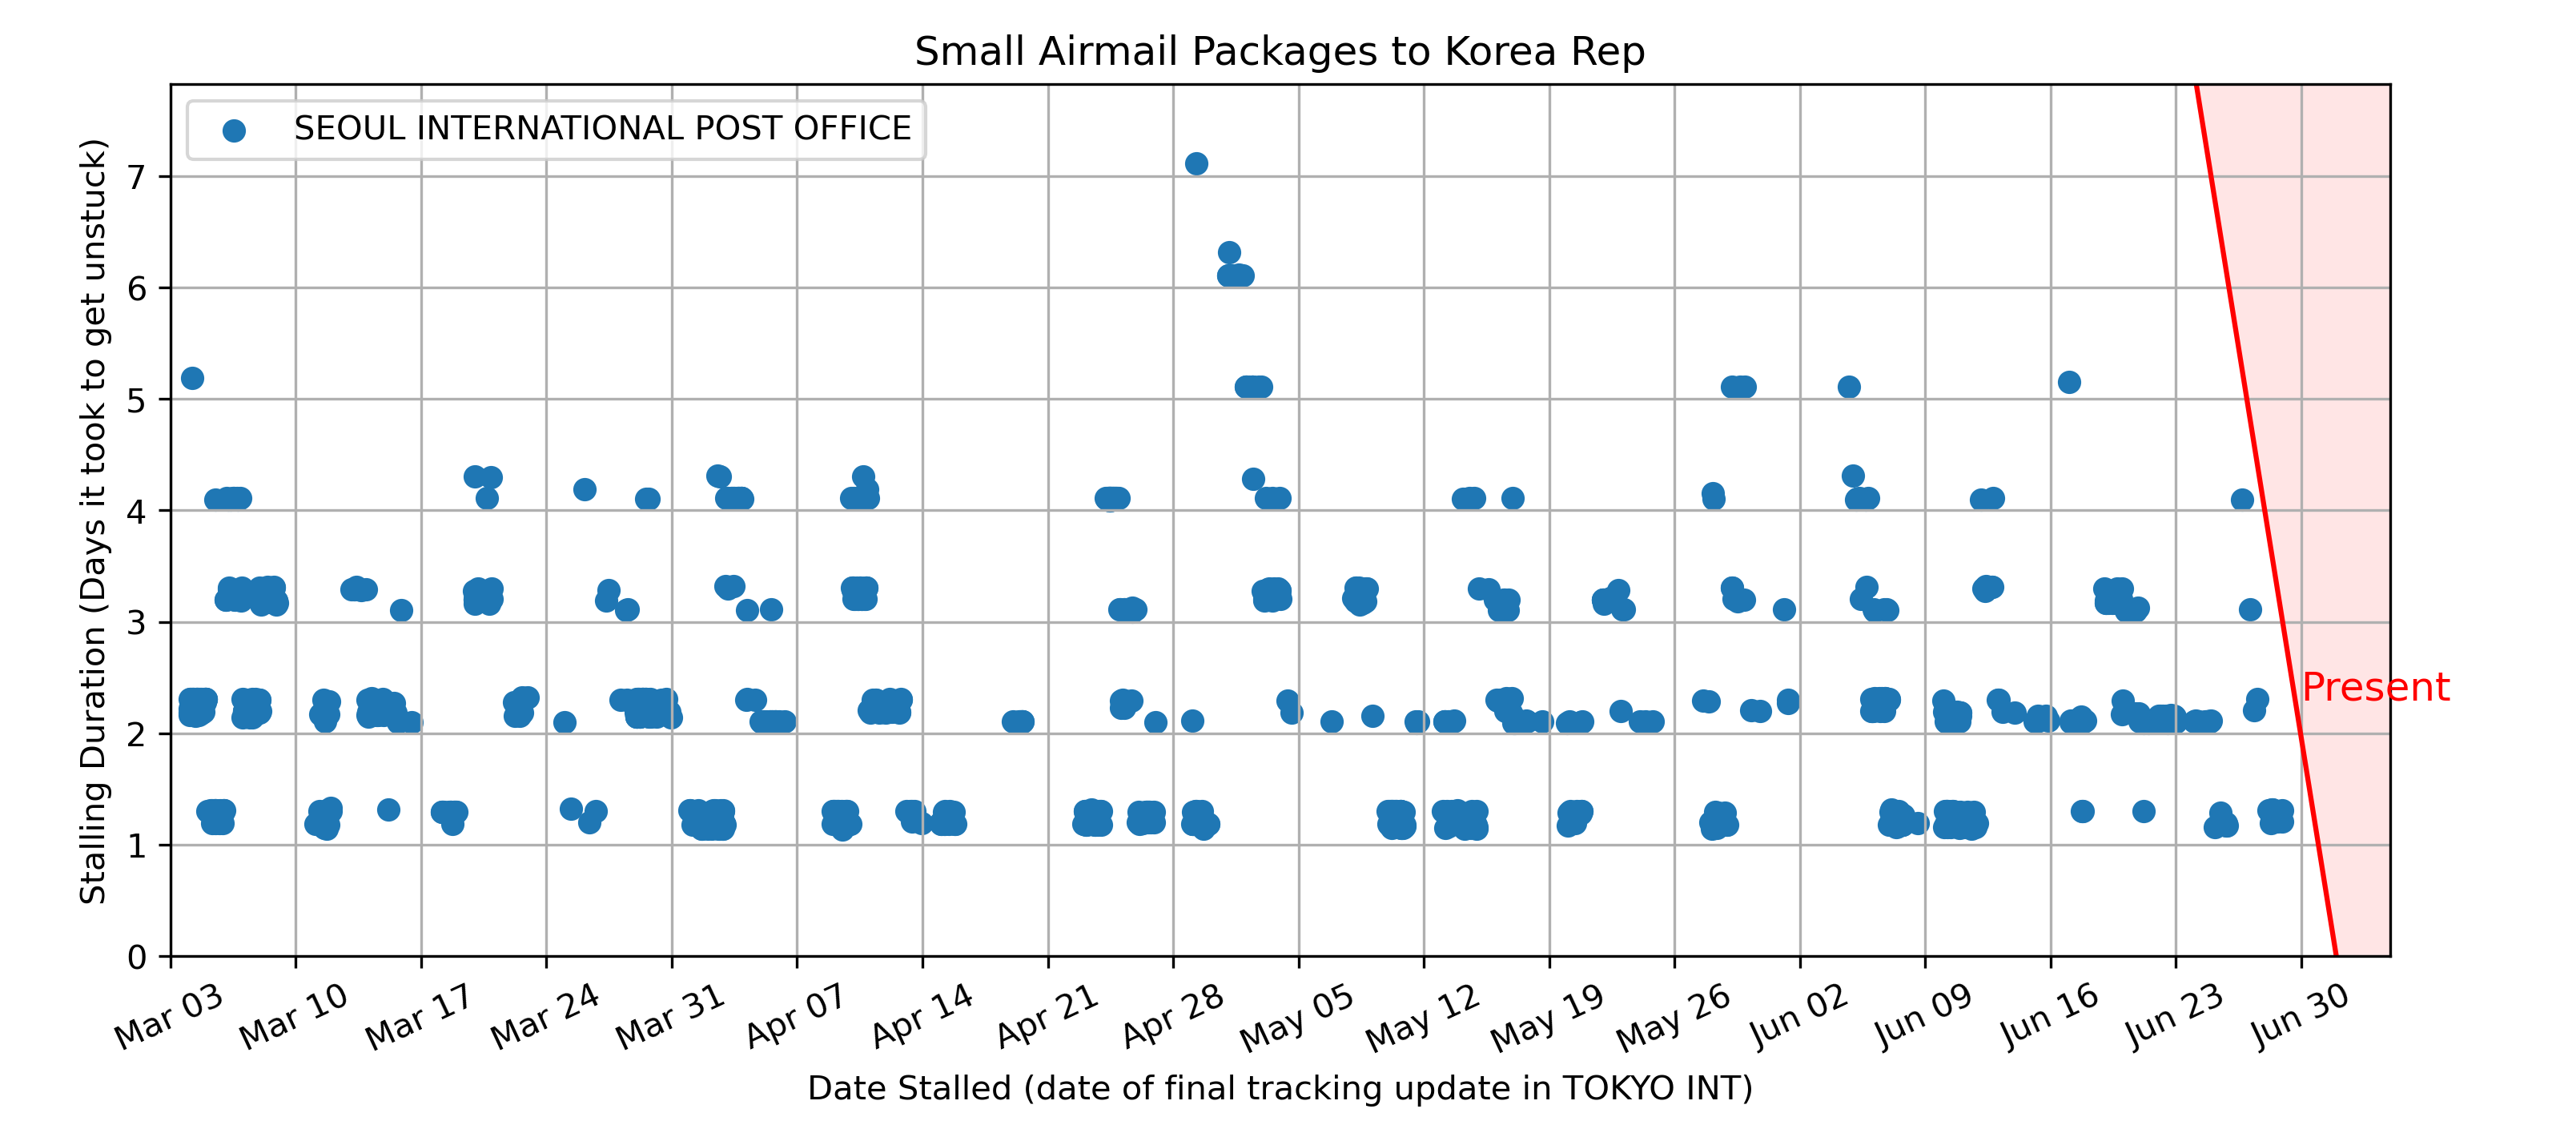 Small Airmail Packages to Korea Rep
SEOUL INTERNATIONAL POST OFFICE
Stalling Duration (Days it took to get unstuck)
7
6
5
4
3
2
1
0
Present
Mar 03
Mar 10
Mar 17
Mar 24
Mar 31
Apr 07
Apr 14
Apr 21
Apr 28
May 05
May 12
May 19
May 26
Jun 02
Jun 09
Jun 16
Jun 23
Jun 30
Date Stalled (date of final tracking update in TOKYO INT)